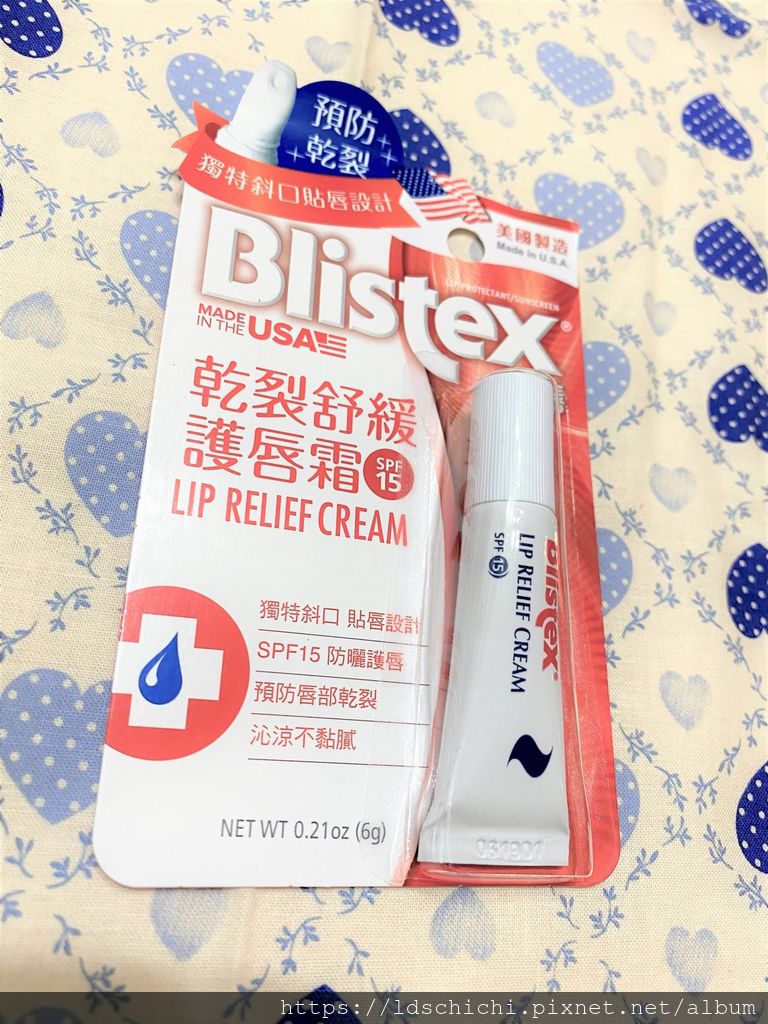 預防
乾裂
獨特斜口貼唇設計
美國製造
Made in U.S.A.
Blistex®
LIP PROTECTANT/SUNSCREEN
MADE
IN THE USA
乾裂舒緩
護唇霜 SPF 15
LIP RELIEF CREAM
獨特斜口 貼唇設計
SPF15 防曬護唇
預防唇部乾裂
沁涼不黏膩
NET WT 0.21oz (6g)
Blistex®
LIP RELIEF CREAM
SPF 15
https://ldschichi.pixnet.net/album